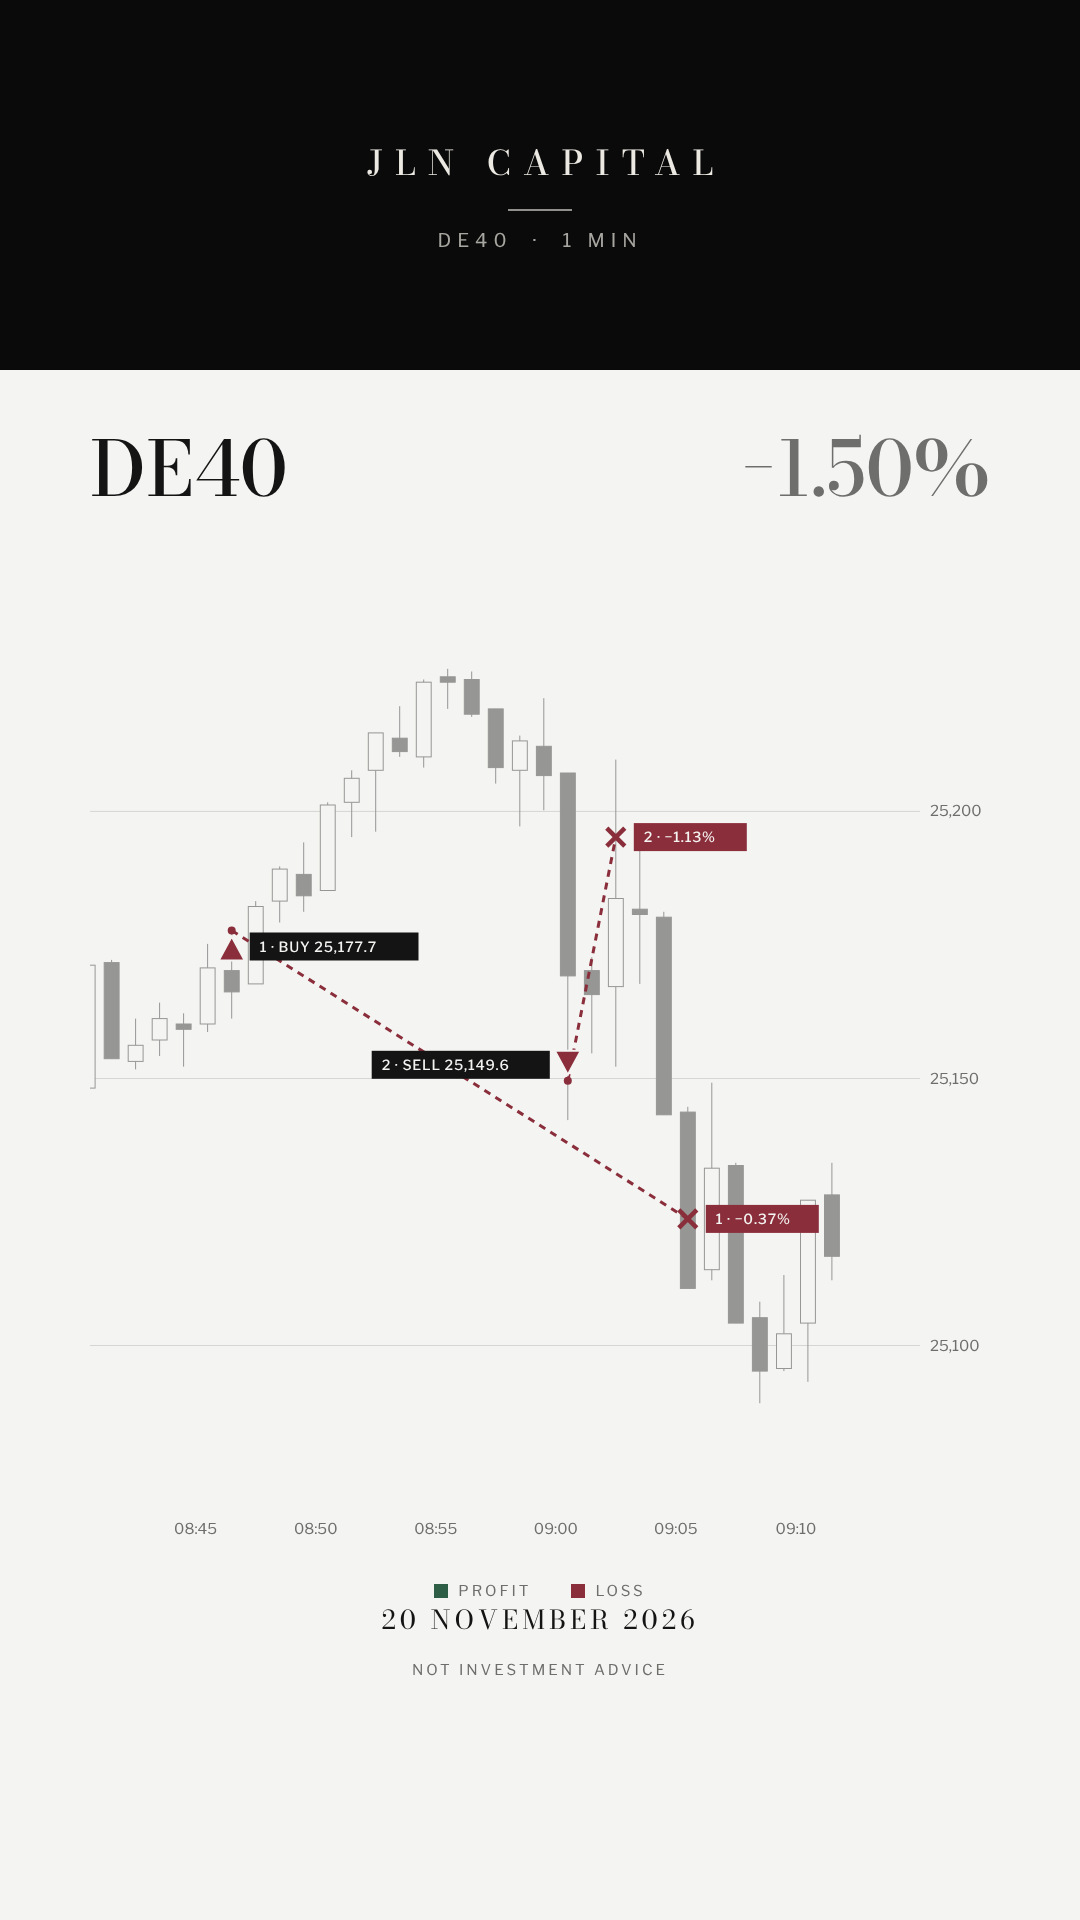 JLN CAPITAL
DE40 · 1 MIN
DE40
−1.50%
25,200
2 · −1.13%
1 · BUY 25,177.7
2 · SELL 25,149.6
25,150
1 · −0.37%
25,100
08:45 08:50 08:55 09:00 09:05 09:10
PROFIT LOSS
20 NOVEMBER 2026
NOT INVESTMENT ADVICE